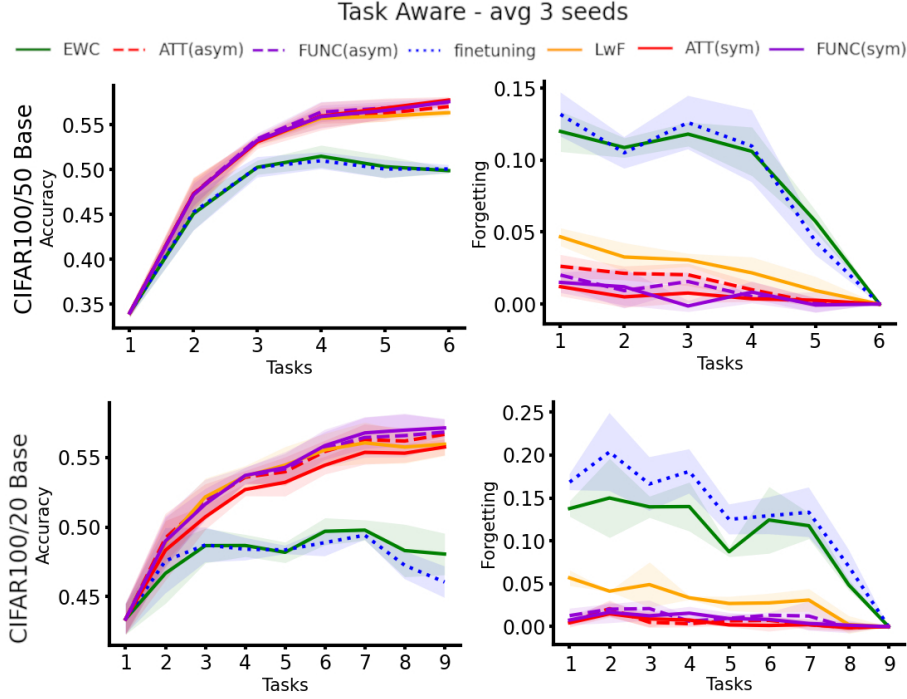 Task Aware - avg 3 seeds
EWC ATT(asym) FUNC(asym) finetuning LwF ATT(sym) FUNC(sym)
CIFAR100/50 Base
Accuracy
0.55
0.50
0.45
0.40
0.35
1 2 3 4 5 6
Tasks
Forgetting
0.15
0.10
0.05
0.00
1 2 3 4 5 6
Tasks
CIFAR100/20 Base
Accuracy
0.55
0.50
0.45
1 2 3 4 5 6 7 8 9
Tasks
Forgetting
0.25
0.20
0.15
0.10
0.05
0.00
1 2 3 4 5 6 7 8 9
Tasks